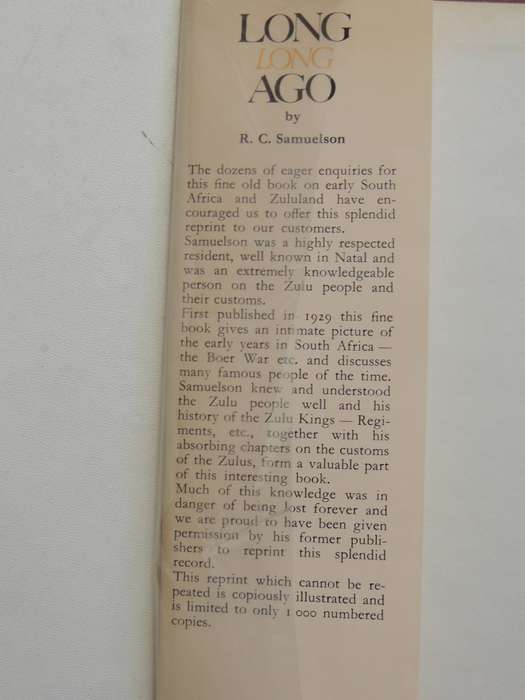 LONG
LONG
AGO
by
R. C. Samuelson
The dozens of eager enquiries for
this fine old book on early South
Africa and Zululand have en-
couraged us to offer this splendid
reprint to our customers.
Samuelson was a highly respected
resident, well known in Natal and
was an extremely knowledgeable
person on the Zulu people and
their customs.
First published in 1929 this fine
book gives an intimate picture of
the early years in South Africa —
the Boer War etc. and discusses
many famous people of the time.
Samuelson knew and understood
the Zulu people well and his
history of the Zulu Kings — Regi-
ments, etc., together with his
absorbing chapters on the customs
of the Zulus, form a valuable part
of this interesting book.
Much of this knowledge was in
danger of being lost forever and
we are proud to have been given
permission by his former publi-
shers to reprint this splendid
record.
This reprint which cannot be re-
peated is copiously illustrated and
is limited to only 1 000 numbered
copies.